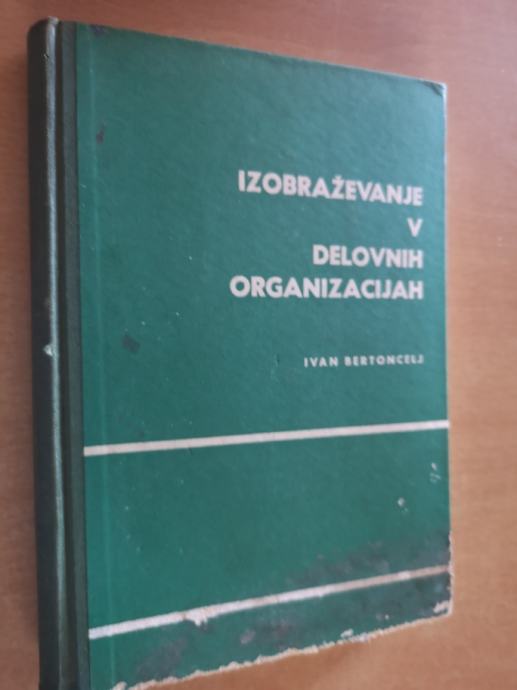 IZOBRAŽEVANJE
V
DELOVNIH
ORGANIZACIJAH
IVAN BERTONCELJ